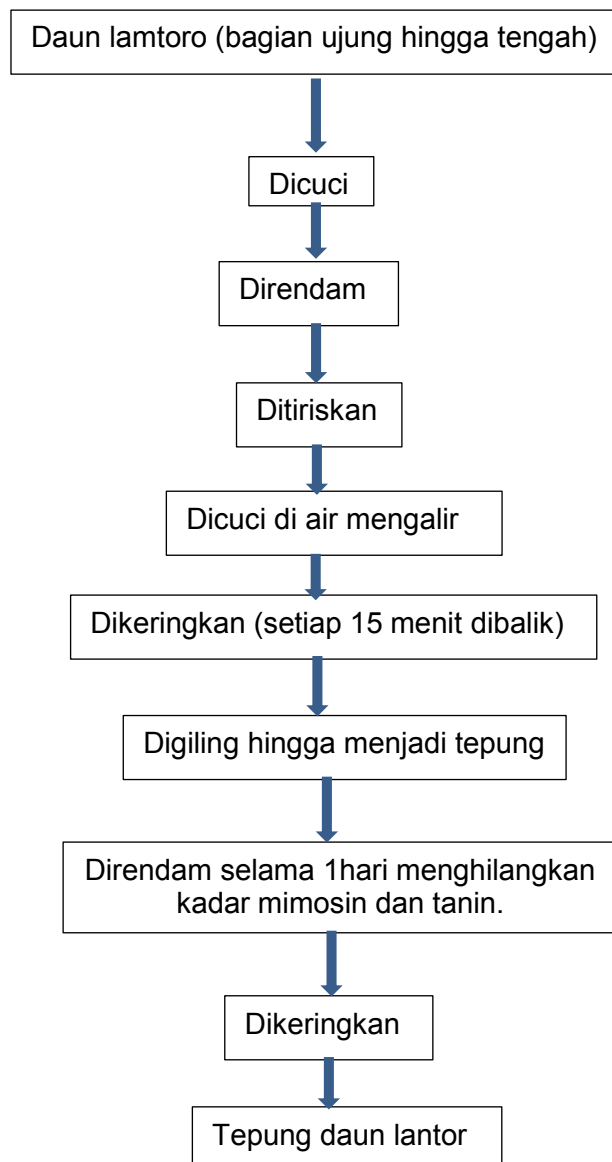 Daun lamtoro (bagian ujung hingga tengah)
Dicuci
Direndam
Ditiriskan
Dicuci di air mengalir
Dikeringkan (setiap 15 menit dibalik)
Digiling hingga menjadi tepung
Direndam selama 1hari menghilangkan
kadar mimosin dan tanin.
Dikeringkan
Tepung daun lantor